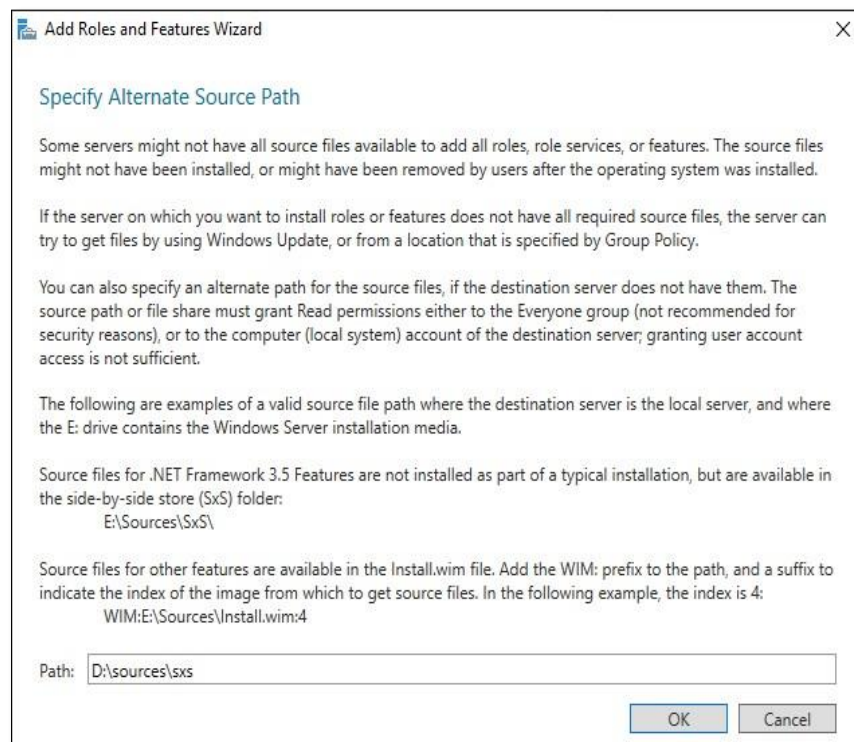 Add Roles and Features Wizard
Specify Alternate Source Path
Some servers might not have all source files available to add all roles, role services, or features. The source files
might not have been installed, or might have been removed by users after the operating system was installed.
If the server on which you want to install roles or features does not have all required source files, the server can
try to get files by using Windows Update, or from a location that is specified by Group Policy.
You can also specify an alternate path for the source files, if the destination server does not have them. The
source path or file share must grant Read permissions either to the Everyone group (not recommended for
security reasons), or to the computer (local system) account of the destination server; granting user account
access is not sufficient.
The following are examples of a valid source file path where the destination server is the local server, and where
the E: drive contains the Windows Server installation media.
Source files for .NET Framework 3.5 Features are not installed as part of a typical installation, but are available in
the side-by-side store (SxS) folder:
E:\Sources\SxS\
Source files for other features are available in the Install.wim file. Add the WIM: prefix to the path, and a suffix to
indicate the index of the image from which to get source files. In the following example, the index is 4:
WIM:E:\Sources\Install.wim:4
Path: D:\sources\sxs
OK Cancel